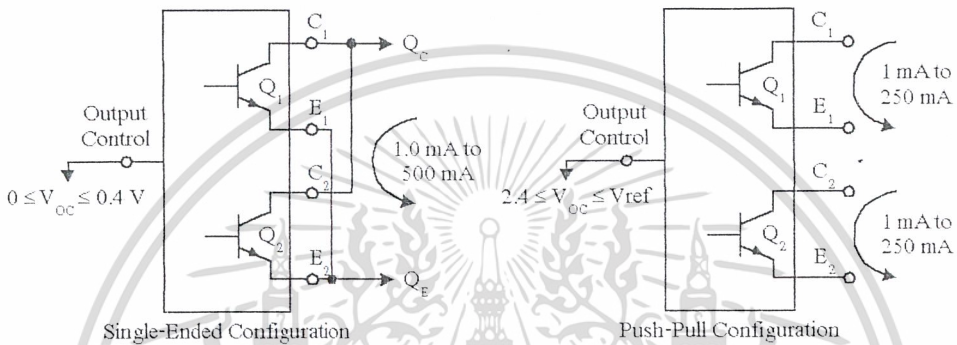 C1
QC
Q1
E1
Output
Control
1.0 mA to
500 mA
C2
0 ≤ VOC ≤ 0.4 V
Q2
E2
QE
Single-Ended Configuration
C1
Q1
1 mA to
250 mA
E1
Output
Control
C2
2.4 ≤ VOC ≤ Vref
Q2
1 mA to
250 mA
E2
Push-Pull Configuration